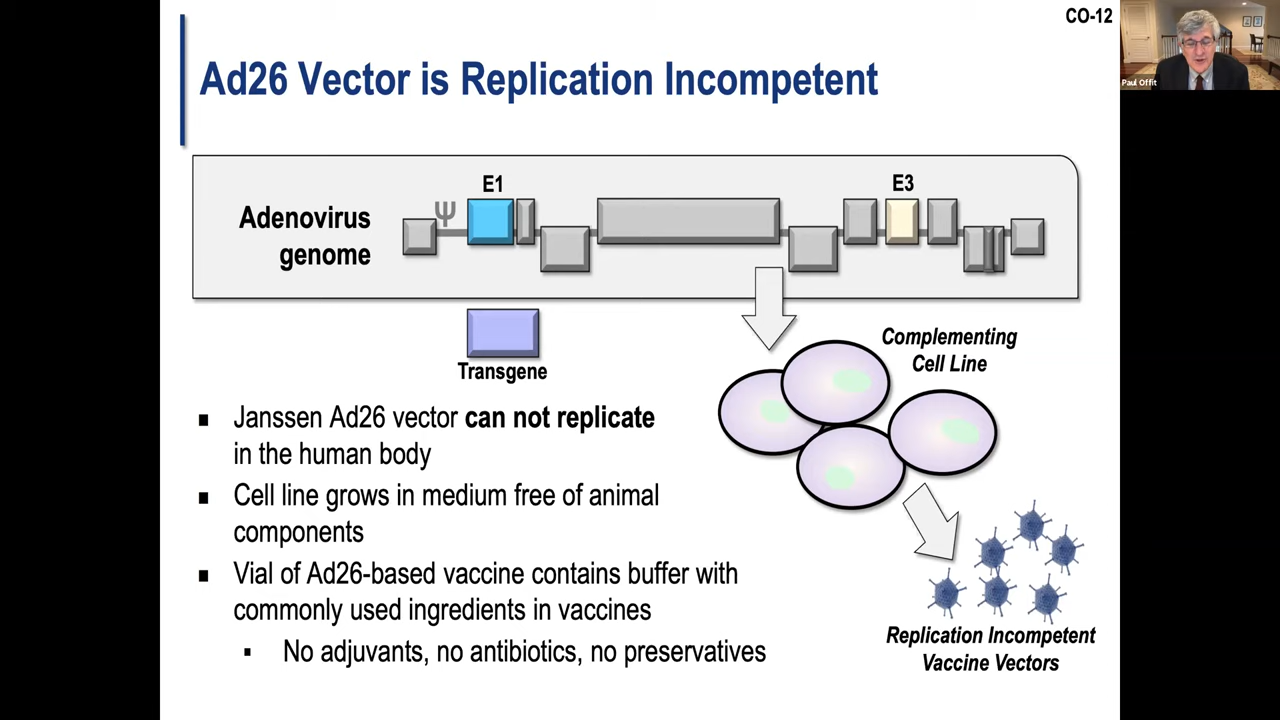 CO-12
Paul Offit
Ad26 Vector is Replication Incompetent
E1
E3
Ψ
Adenovirus
genome
Transgene
Complementing
Cell Line
▪ Janssen Ad26 vector can not replicate
in the human body
▪ Cell line grows in medium free of animal
components
▪ Vial of Ad26-based vaccine contains buffer with
commonly used ingredients in vaccines
▪ No adjuvants, no antibiotics, no preservatives
Replication Incompetent
Vaccine Vectors